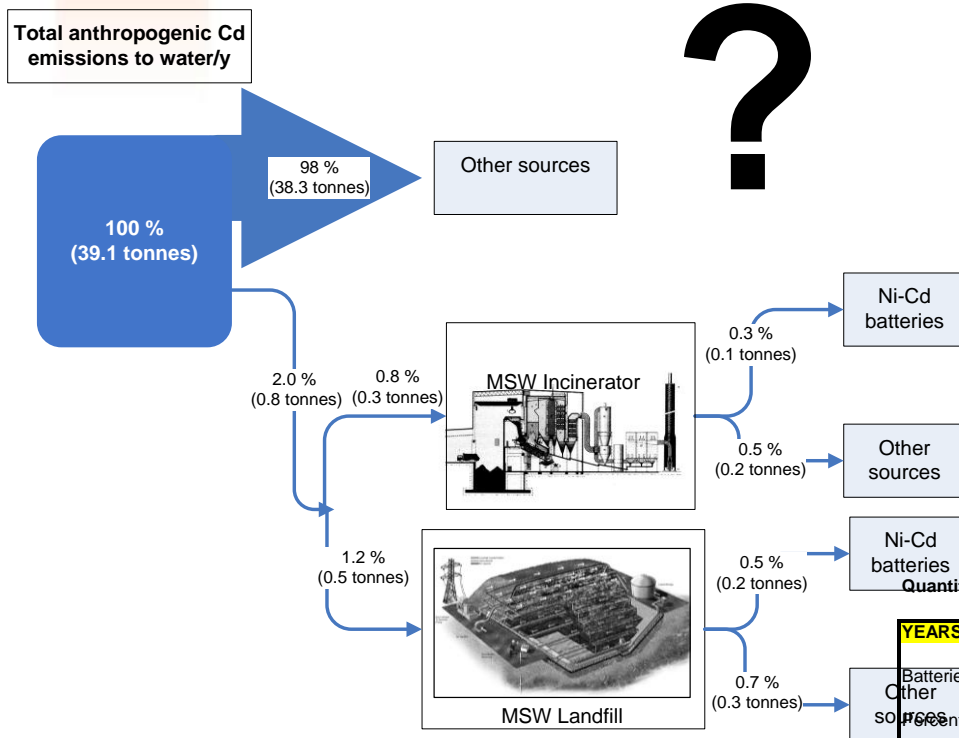 Total anthropogenic Cd
emissions to water/y
?
98 %
(38.3 tonnes)
Other sources
100 %
(39.1 tonnes)
2.0 %
(0.8 tonnes)
0.8 %
(0.3 tonnes)
MSW Incinerator
0.3 %
(0.1 tonnes)
Ni-Cd
batteries
0.5 %
(0.2 tonnes)
Other
sources
1.2 %
(0.5 tonnes)
MSW Landfill
0.5 %
(0.2 tonnes)
Ni-Cd
batteries
0.7 %
(0.3 tonnes)
Other
sources
Quanti
YEARS
Batterie
Percent